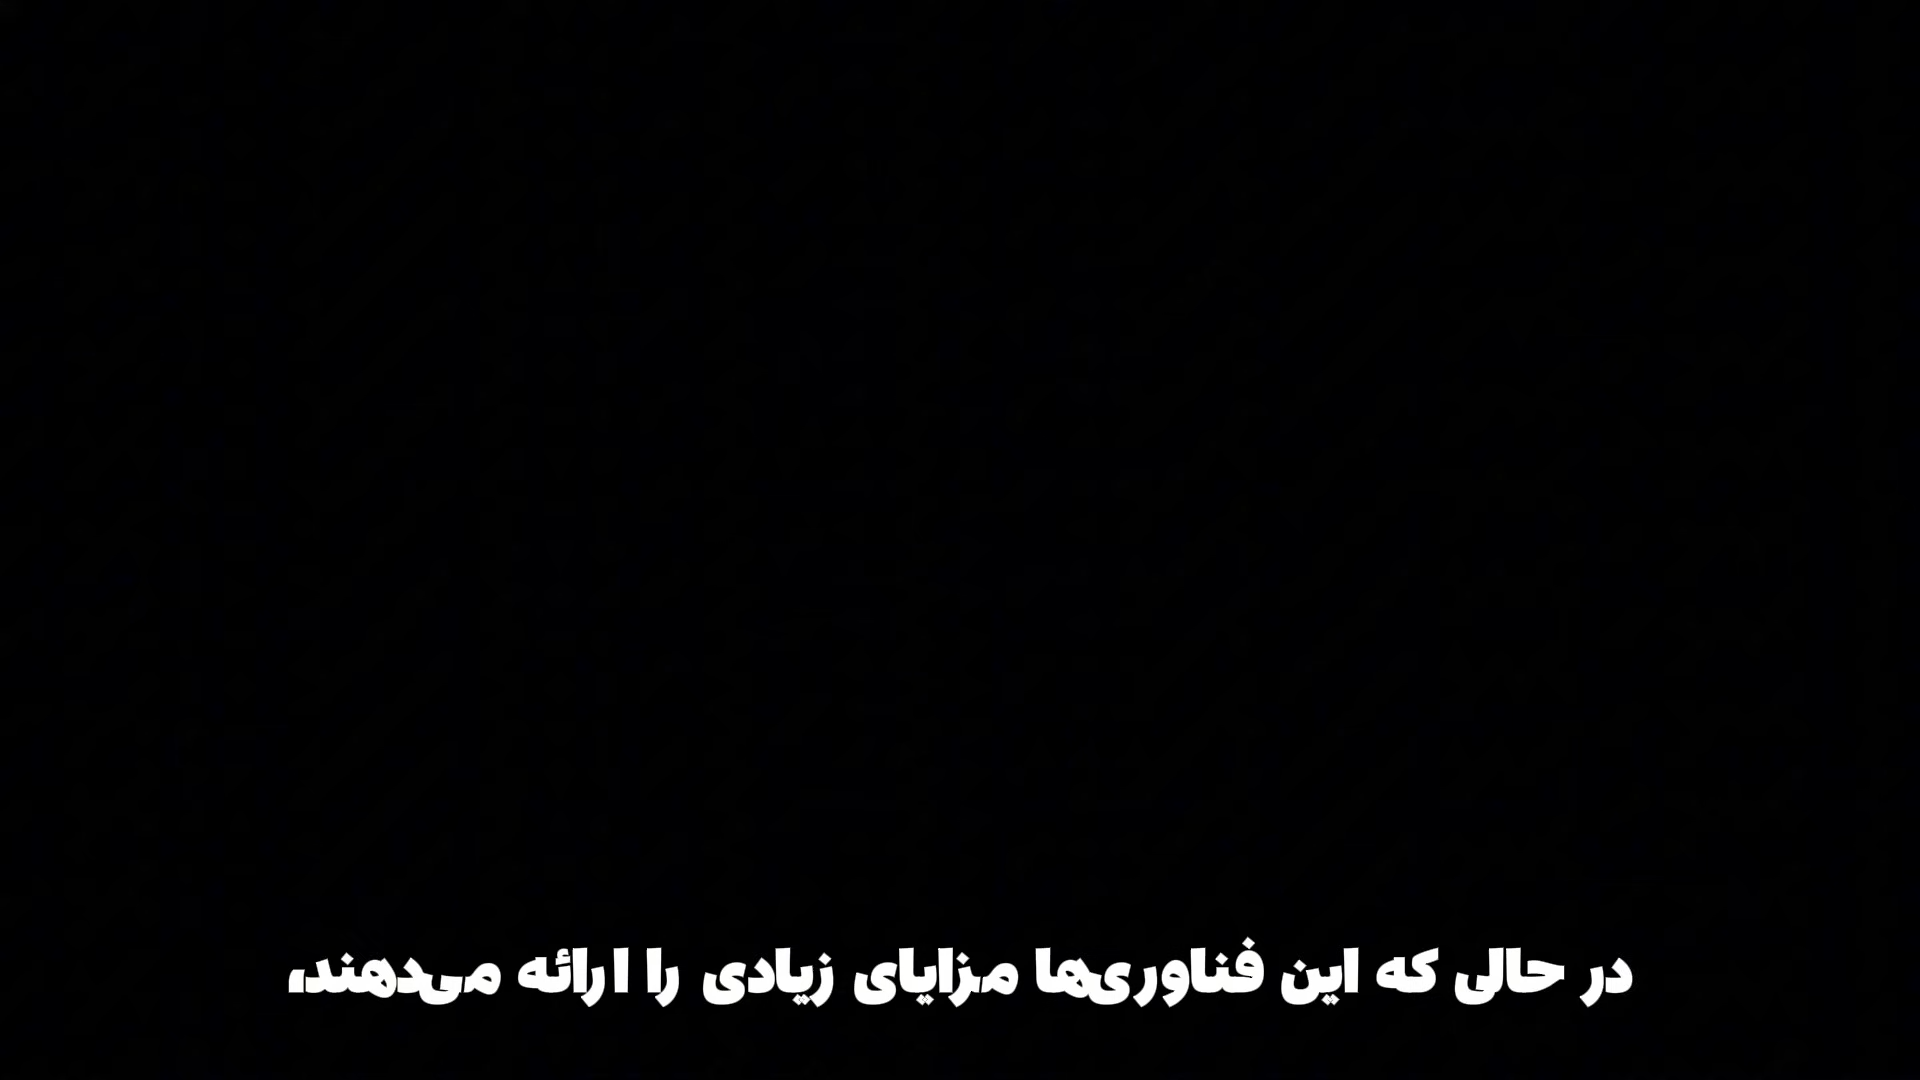 در حالی که این فناوری‌ها مزایای زیادی را ارائه می‌دهند،